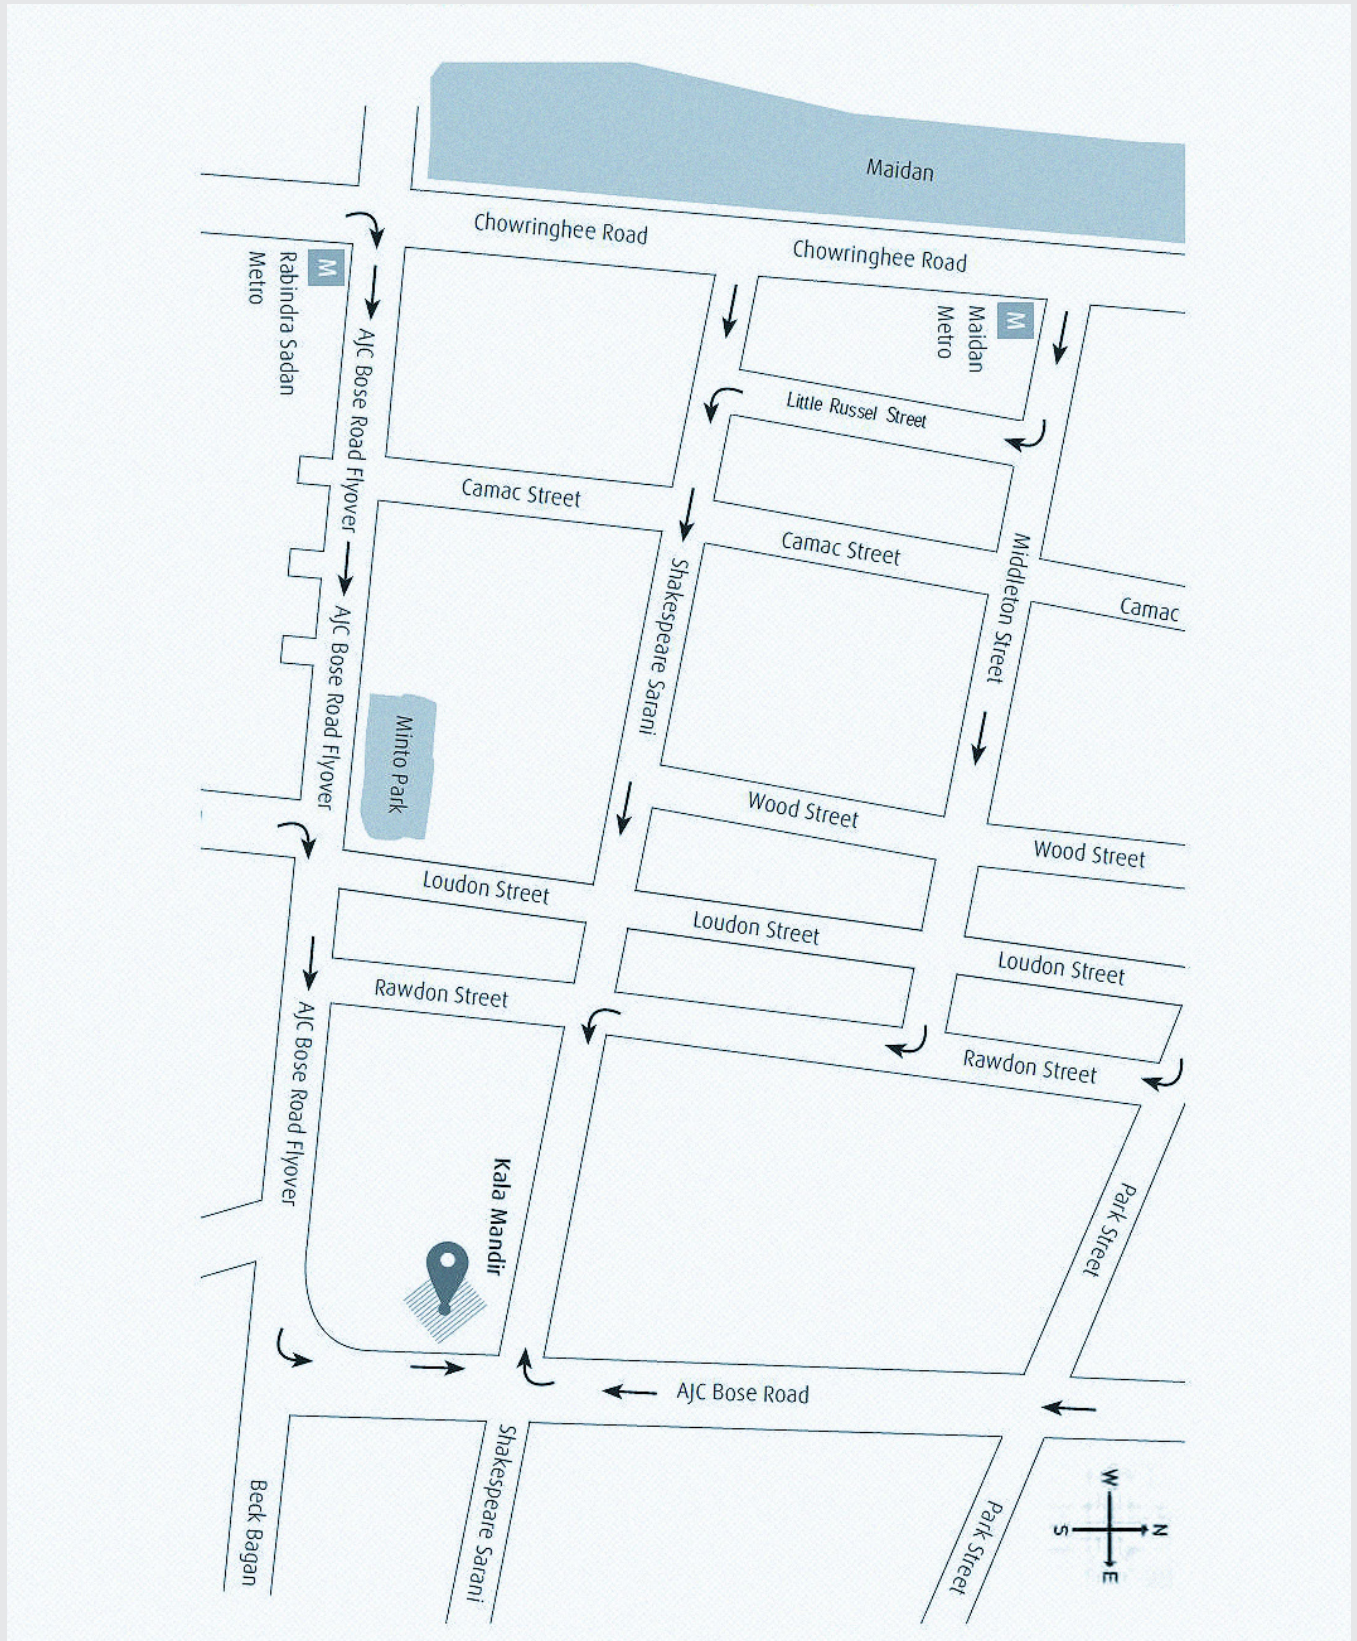 Maidan
Chowringhee Road
Chowringhee Road
M
Rabindra Sadan
Metro
M
Maidan
Metro
AJC Bose Road Flyover
Little Russel Street
Camac Street
Camac Street
Camac
Shakespeare Sarani
Middleton Street
AJC Bose Road Flyover
Minto Park
Wood Street
Wood Street
Loudon Street
Loudon Street
Loudon Street
Rawdon Street
Rawdon Street
AJC Bose Road Flyover
Kala Mandir
Park Street
AJC Bose Road
Shakespeare Sarani
Beck Bagan
Park Street
W
S
N
E